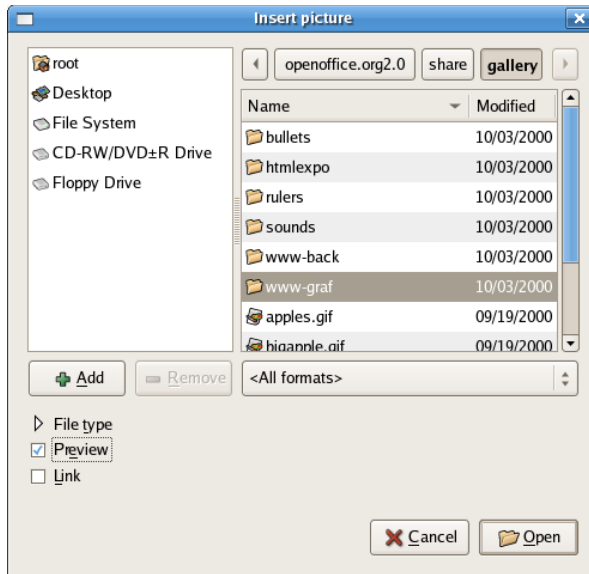 Insert picture
root
Desktop
File System
CD-RW/DVD±R Drive
Floppy Drive
openoffice.org2.0 share gallery
Name Modified
bullets 10/03/2000
htmlexpo 10/03/2000
rulers 10/03/2000
sounds 10/03/2000
www-back 10/03/2000
www-graf 10/03/2000
apples.gif 09/19/2000
bigapple.gif 09/19/2000
Add Remove <All formats>
File type
Preview
Link
Cancel Open